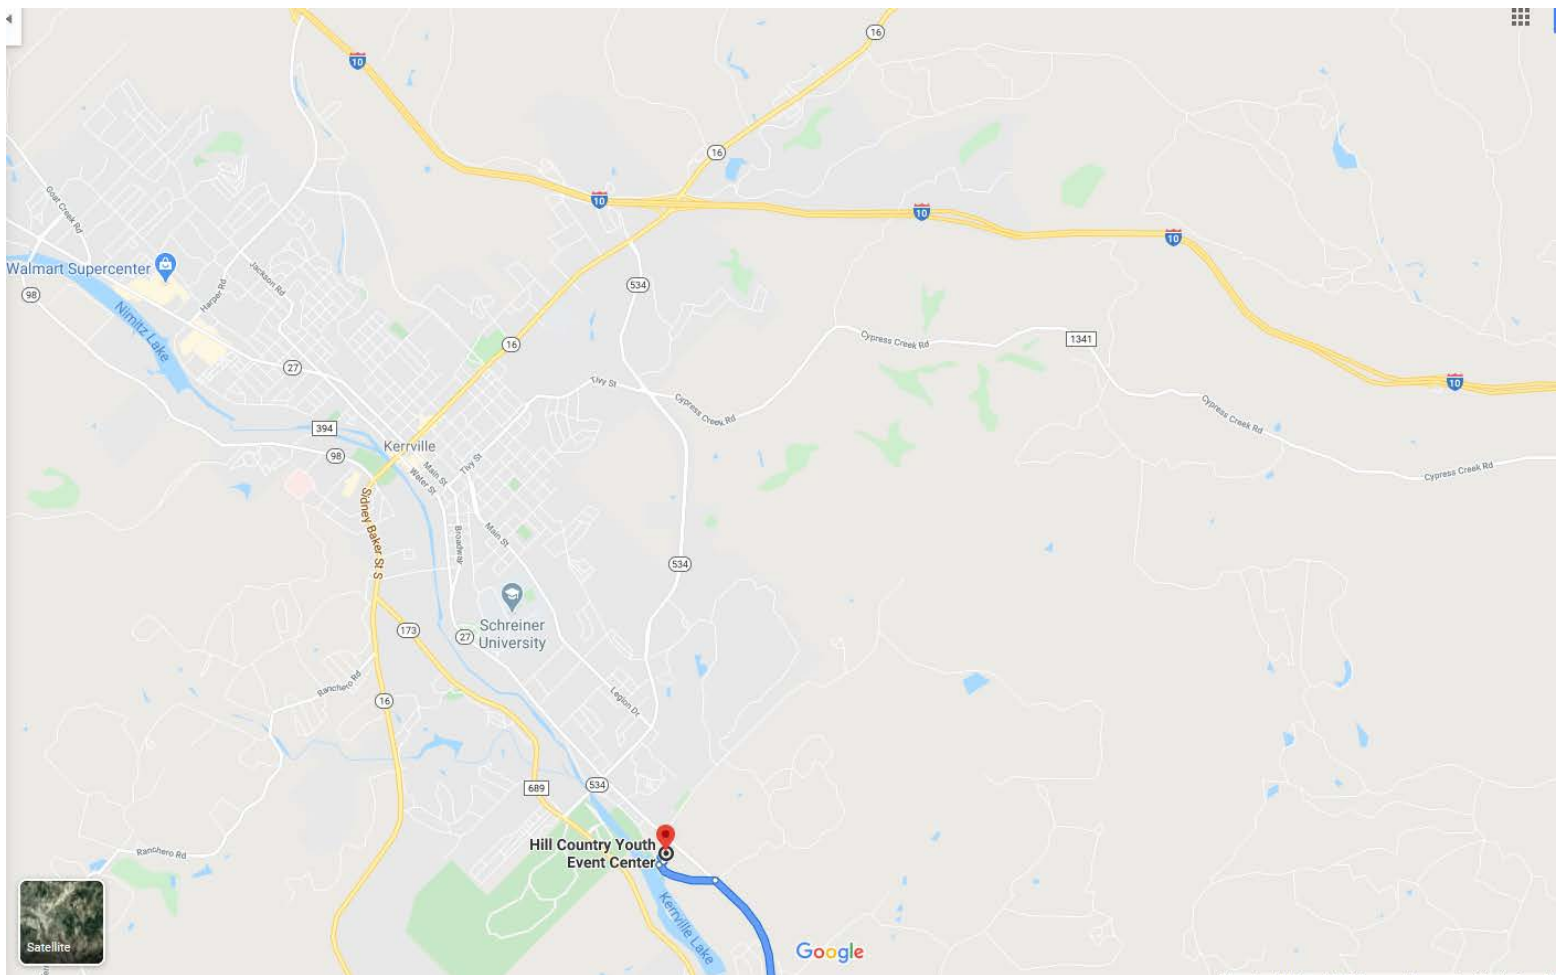 16
10
16
10
10
10
Goat Creek Rd
Walmart Supercenter
Jackson Rd
Harper Rd
98
Nimitz Lake
534
16
Cypress Creek Rd
1341
27
10
Tivy St
Cypress Creek Rd
Cypress Creek Rd
394
Kerrville
98
Main St
Water St
Tivy St
Cypress Creek Rd
Sidney Baker St S
Broadway
Main St
534
Schreiner
University
173
27
Ranchero Rd
16
Legion Dr
689
534
Hill Country Youth
Event Center
Ranchero Rd
Kerrville Lake
Satellite
Google